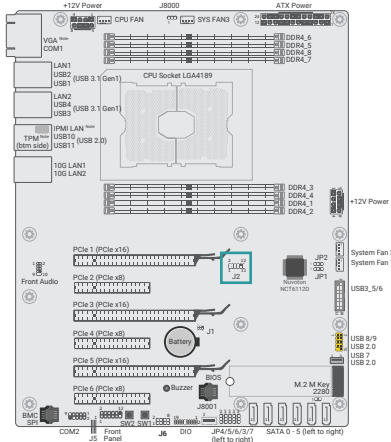 +12V Power
J8000
ATX Power
CPU FAN
SYS FAN3
DDR4_6
DDR4_5
DDR4_8
DDR4_7
VGA Note
COM1
CPU Socket LGA4189
LAN1
USB2 (USB 3.1 Gen1)
USB1
LAN2
USB4 (USB 3.1 Gen1)
USB3
IPMI LAN Note
TPM Note USB10 (USB 2.0)
(btm side) USB11
10G LAN1
10G LAN2
DDR4_3
DDR4_4
DDR4_1
DDR4_2
+12V Power
PCIe 1 (PCIe x16)
J2
Front Audio
PCIe 2 (PCIe x8)
Nuvoton
NCT6112D
JP2
JP1
System Fan
System Fan
USB3_5/6
PCIe 3 (PCIe x16)
J1
PCIe 4 (PCIe x8)
Battery
USB 8/9
USB 2.0
USB 7
USB 2.0
PCIe 5 (PCIe x16)
BIOS
PCIe 6 (PCIe x8)
Buzzer
J8001
M.2 M Key
2280
BMC
SPI
COM2
J5
Front
Panel
SW2
SW1
J6
DIO
JP4/5/6/3/7
(left to right)
SATA 0 - 5 (left to right)